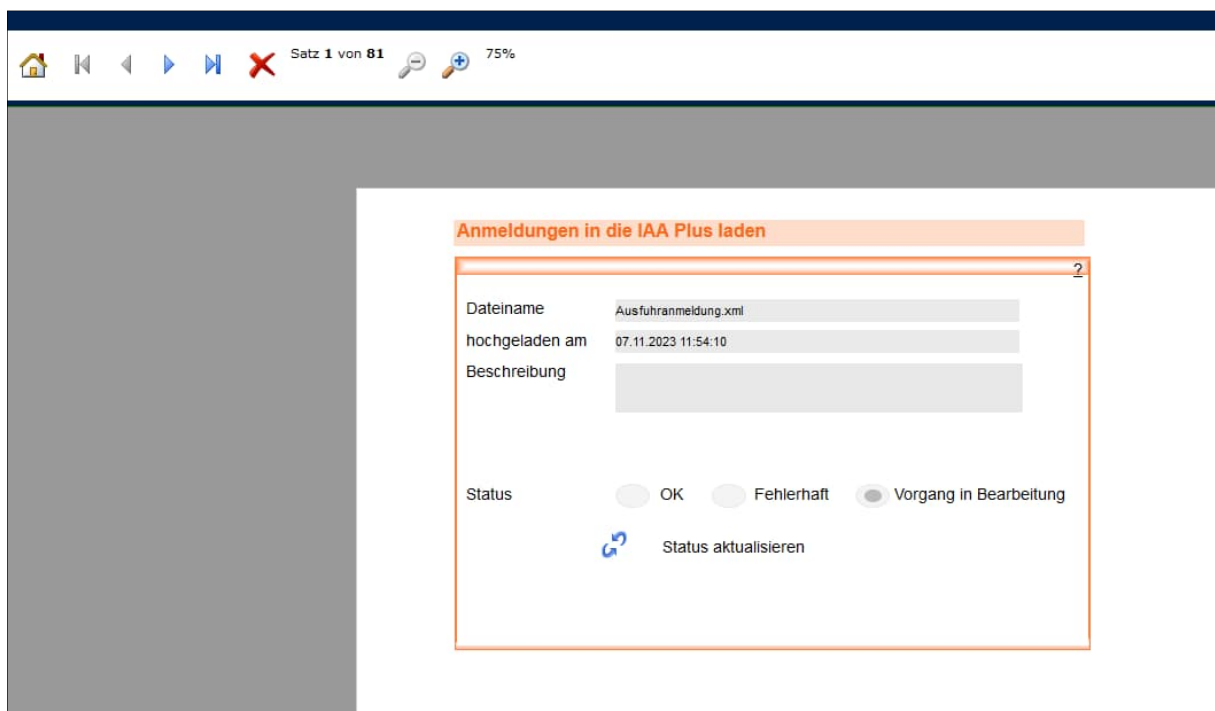 Satz 1 von 81 75%
Anmeldungen in die IAA Plus laden
?
Dateiname Ausfuhranmeldung.xml
hochgeladen am 07.11.2023 11:54:10
Beschreibung
Status OK Fehlerhaft Vorgang in Bearbeitung
Status aktualisieren